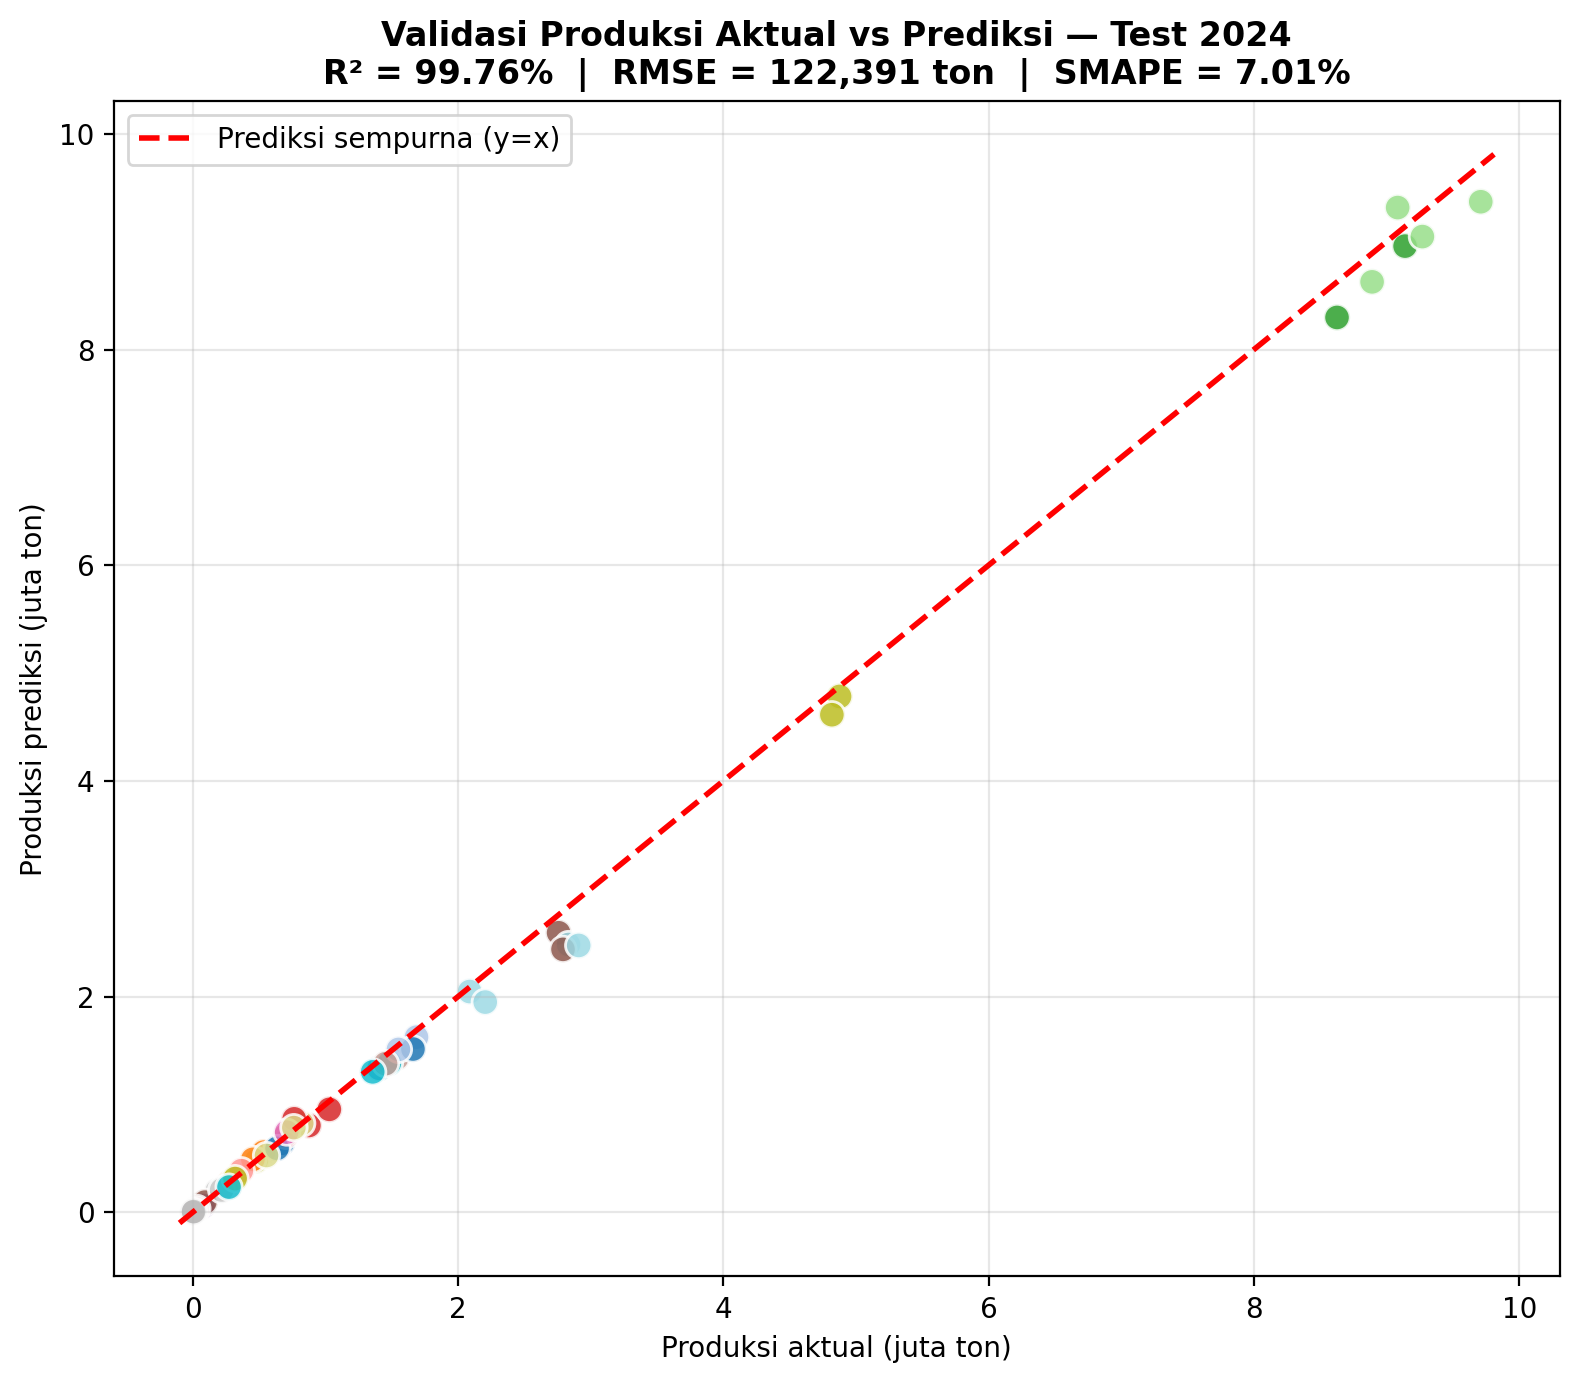 Validasi Produksi Aktual vs Prediksi — Test 2024
R² = 99.76% | RMSE = 122,391 ton | SMAPE = 7.01%
Prediksi sempurna (y=x)
10
8
6
4
2
0
Produksi prediksi (juta ton)
0 2 4 6 8 10
Produksi aktual (juta ton)